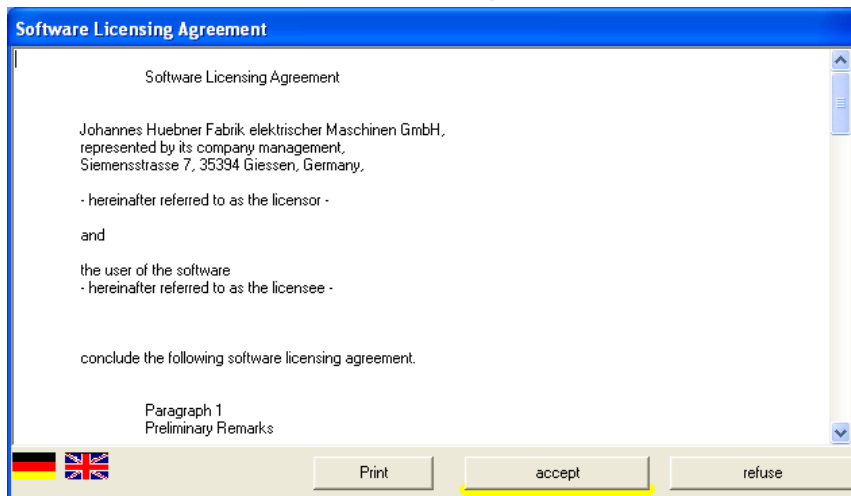 Software Licensing Agreement
Software Licensing Agreement
Johannes Huebner Fabrik elektrischer Maschinen GmbH,
represented by its company management,
Siemensstrasse 7, 35394 Giessen, Germany,
- hereinafter referred to as the licensor -
and
the user of the software
- hereinafter referred to as the licensee -
conclude the following software licensing agreement.
Paragraph 1
Preliminary Remarks
Print accept refuse